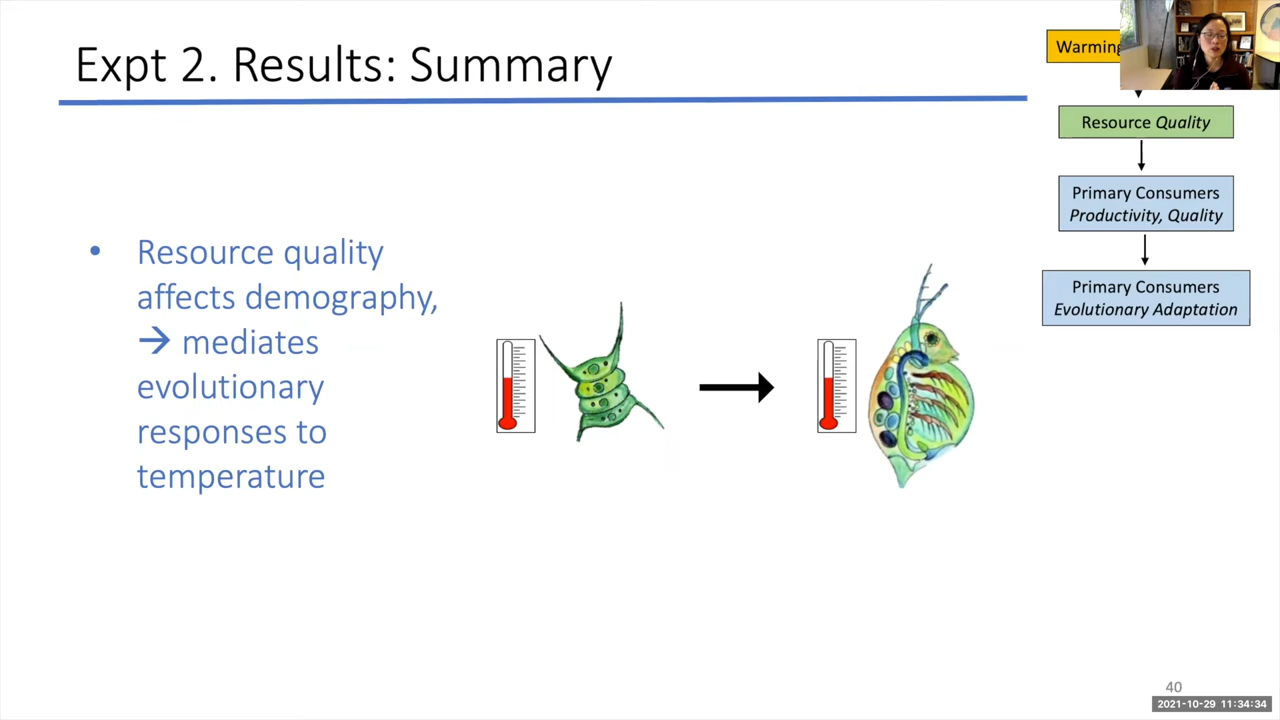 Expt 2. Results: Summary
Warming
Resource Quality
Primary Consumers
Productivity, Quality
Primary Consumers
Evolutionary Adaptation
• Resource quality
affects demography,
→ mediates
evolutionary
responses to
temperature
40
2021-10-29 11:34:34